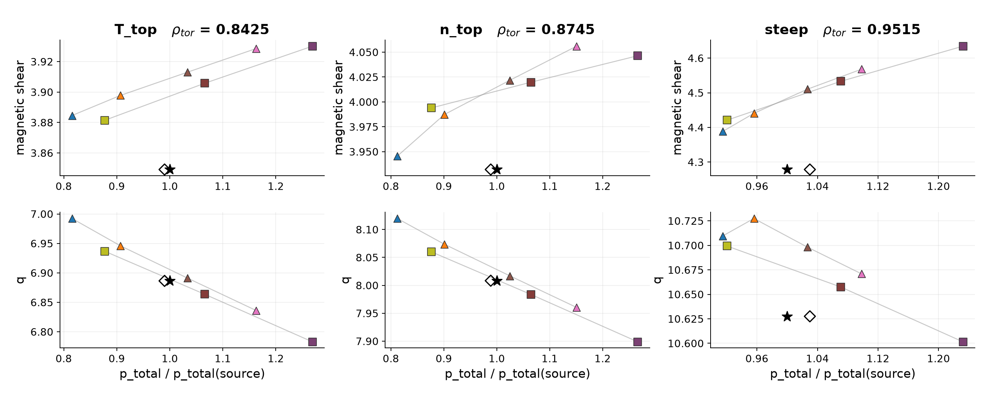 T_top ρtor = 0.8425
n_top ρtor = 0.8745
steep ρtor = 0.9515
magnetic shear
3.92
3.90
3.88
3.86
0.8 0.9 1.0 1.1 1.2
magnetic shear
4.050
4.025
4.000
3.975
3.950
0.8 0.9 1.0 1.1 1.2
magnetic shear
4.6
4.5
4.4
4.3
0.96 1.04 1.12 1.20
q
7.00
6.95
6.90
6.85
6.80
0.8 0.9 1.0 1.1 1.2
p_total / p_total(source)
q
8.10
8.05
8.00
7.95
7.90
0.8 0.9 1.0 1.1 1.2
p_total / p_total(source)
q
10.725
10.700
10.675
10.650
10.625
10.600
0.96 1.04 1.12 1.20
p_total / p_total(source)